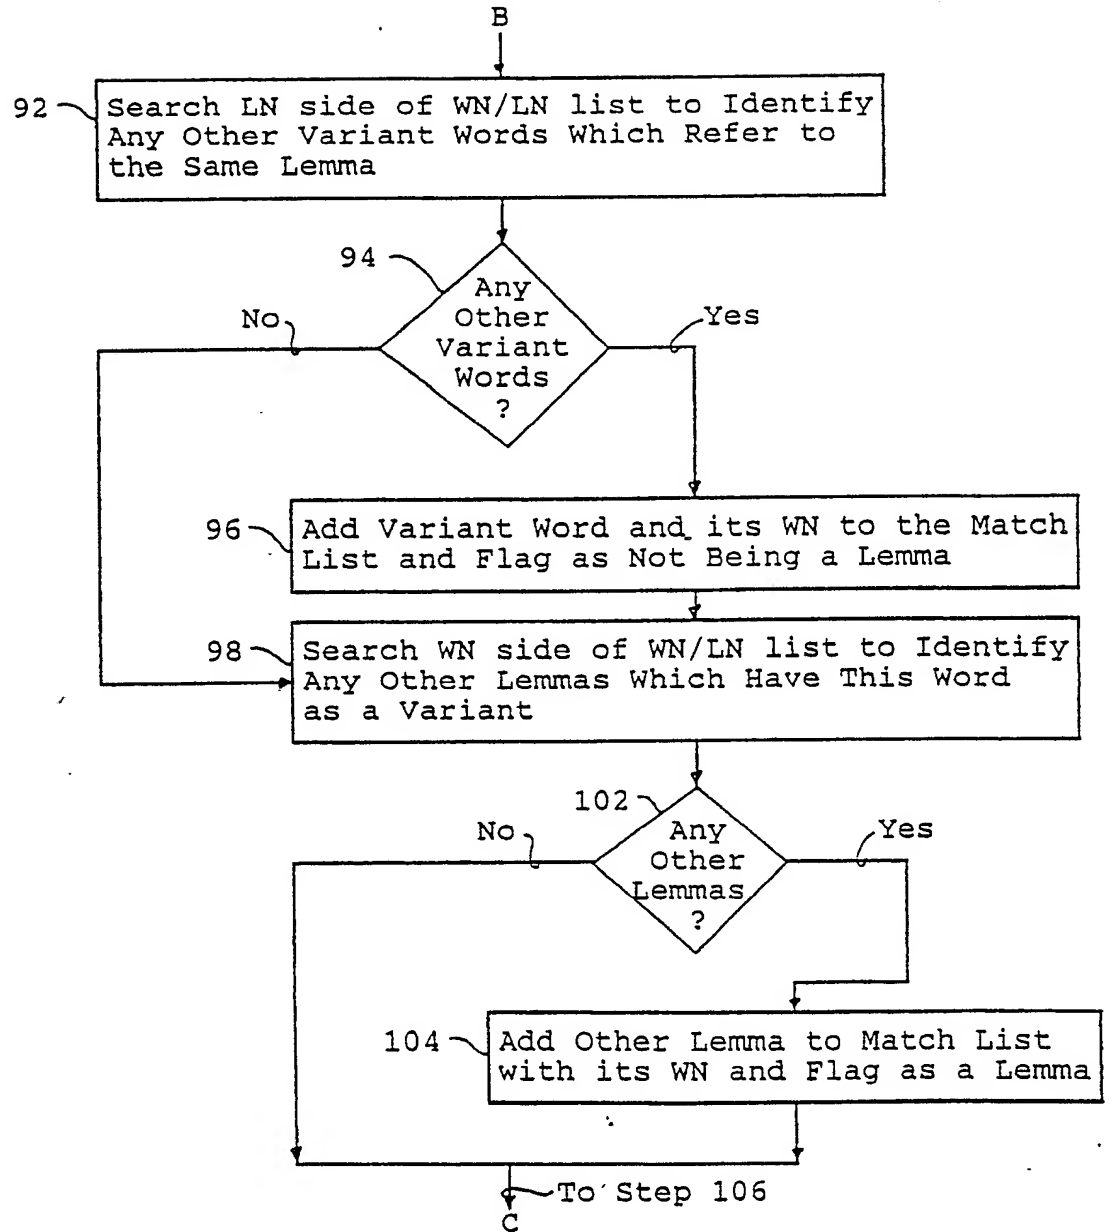 B
92 Search LN side of WN/LN list to Identify
Any Other Variant Words Which Refer to
the Same Lemma
94
Any
Other
Variant
Words
?
No
Yes
96 Add Variant Word and its WN to the Match
List and Flag as Not Being a Lemma
98 Search WN side of WN/LN list to Identify
Any Other Lemmas Which Have This Word
as a Variant
102
Any
Other
Lemmas
?
No
Yes
104 Add Other Lemma to Match List
with its WN and Flag as a Lemma
To Step 106
C